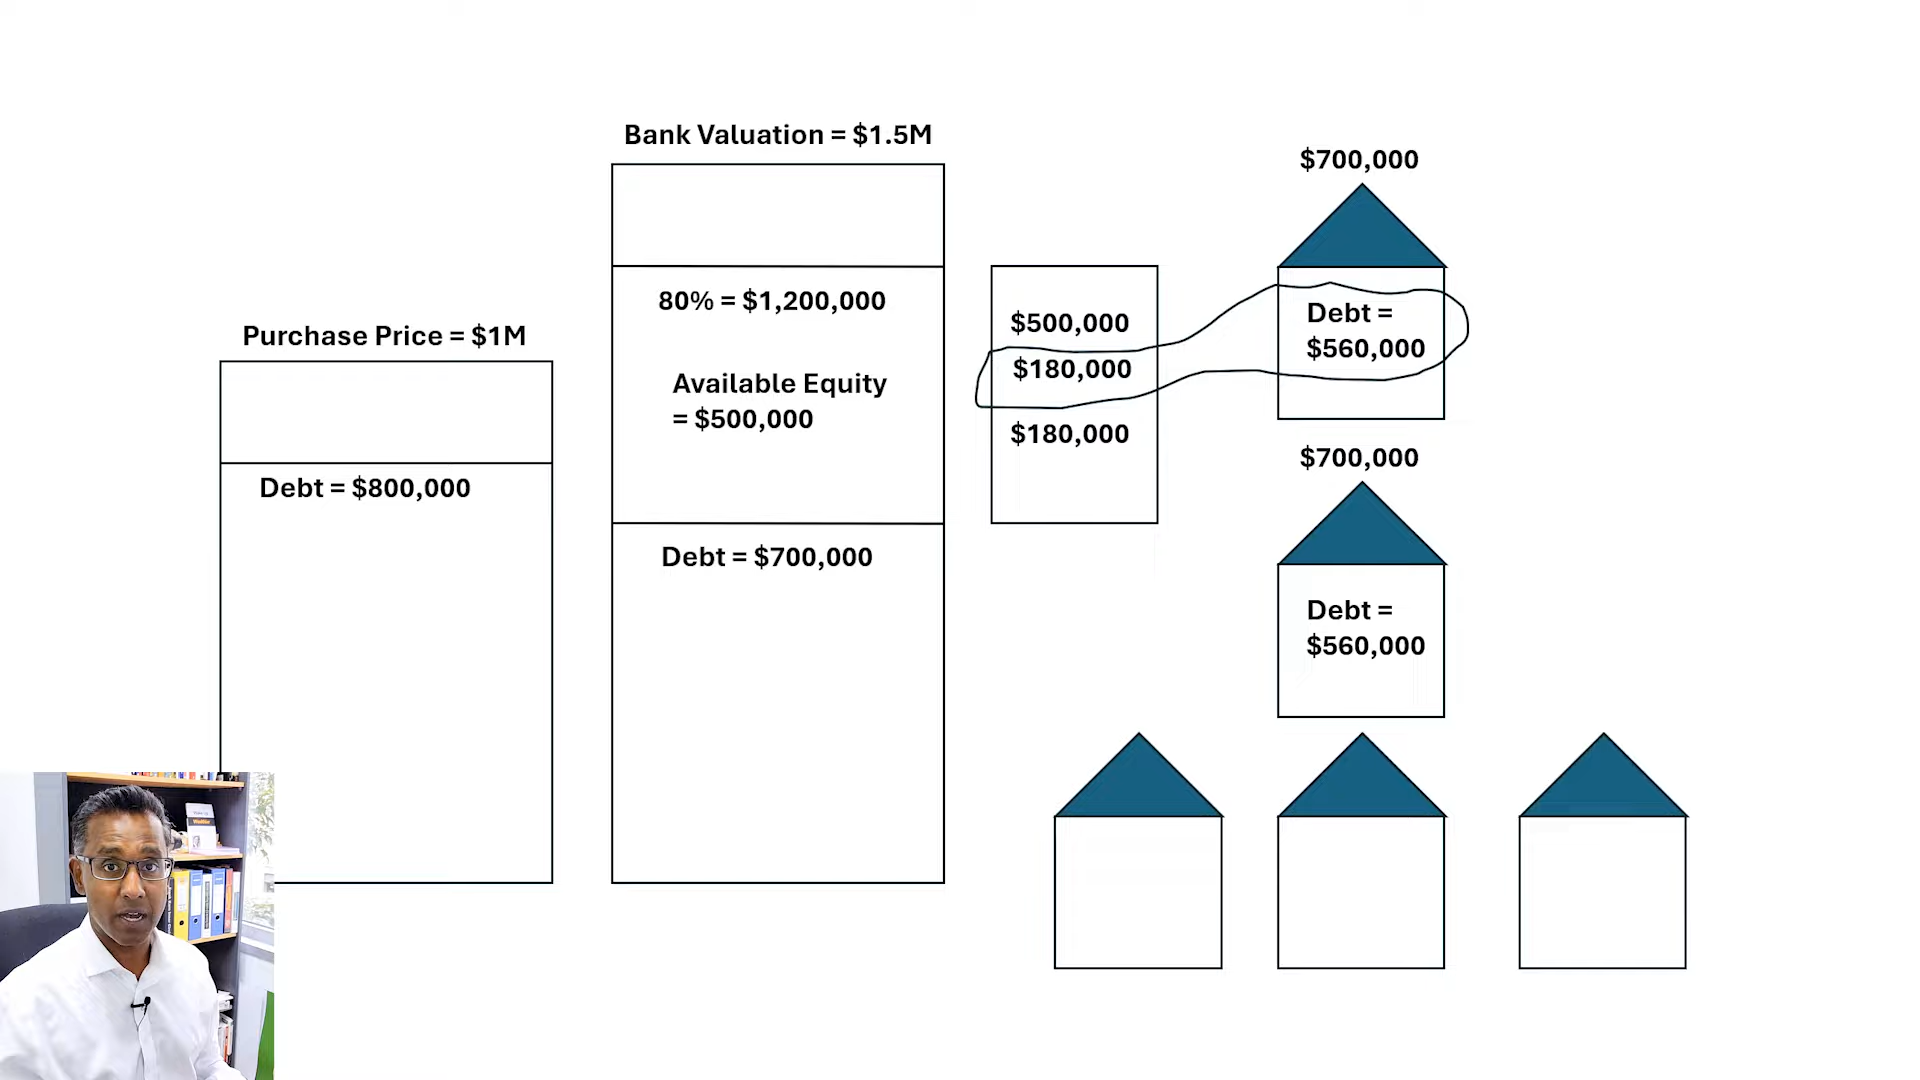 Bank Valuation = $1.5M
80% = $1,200,000
Available Equity
= $500,000
Debt = $700,000
Purchase Price = $1M
Debt = $800,000
$500,000
$180,000
$180,000
$700,000
Debt =
$560,000
$700,000
Debt =
$560,000